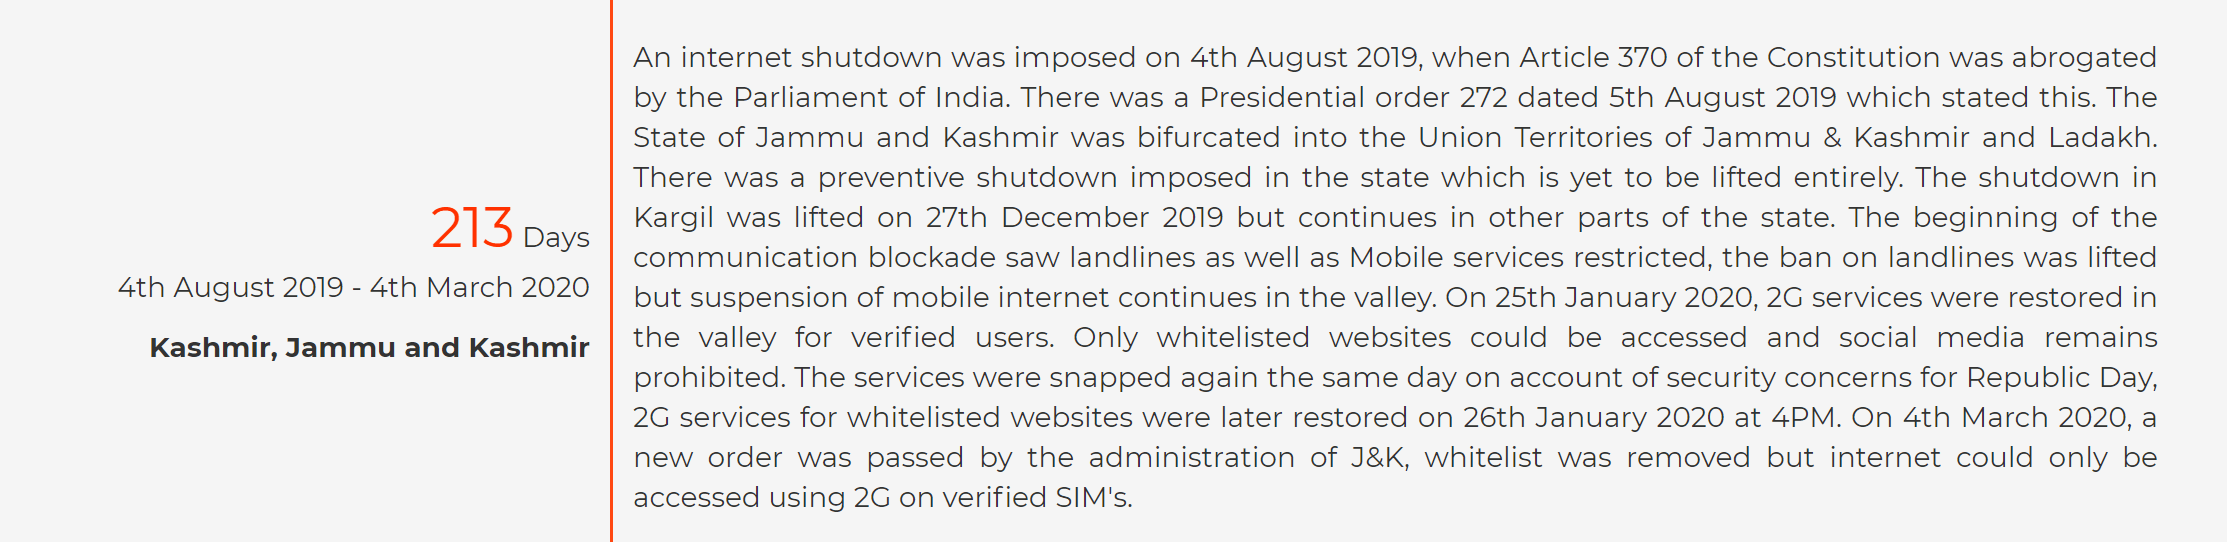 213 Days
4th August 2019 - 4th March 2020
Kashmir, Jammu and Kashmir
An internet shutdown was imposed on 4th August 2019, when Article 370 of the Constitution was abrogated
by the Parliament of India. There was a Presidential order 272 dated 5th August 2019 which stated this. The
State of Jammu and Kashmir was bifurcated into the Union Territories of Jammu & Kashmir and Ladakh.
There was a preventive shutdown imposed in the state which is yet to be lifted entirely. The shutdown in
Kargil was lifted on 27th December 2019 but continues in other parts of the state. The beginning of the
communication blockade saw landlines as well as Mobile services restricted, the ban on landlines was lifted
but suspension of mobile internet continues in the valley. On 25th January 2020, 2G services were restored in
the valley for verified users. Only whitelisted websites could be accessed and social media remains
prohibited. The services were snapped again the same day on account of security concerns for Republic Day,
2G services for whitelisted websites were later restored on 26th January 2020 at 4PM. On 4th March 2020, a
new order was passed by the administration of J&K, whitelist was removed but internet could only be
accessed using 2G on verified SIM's.